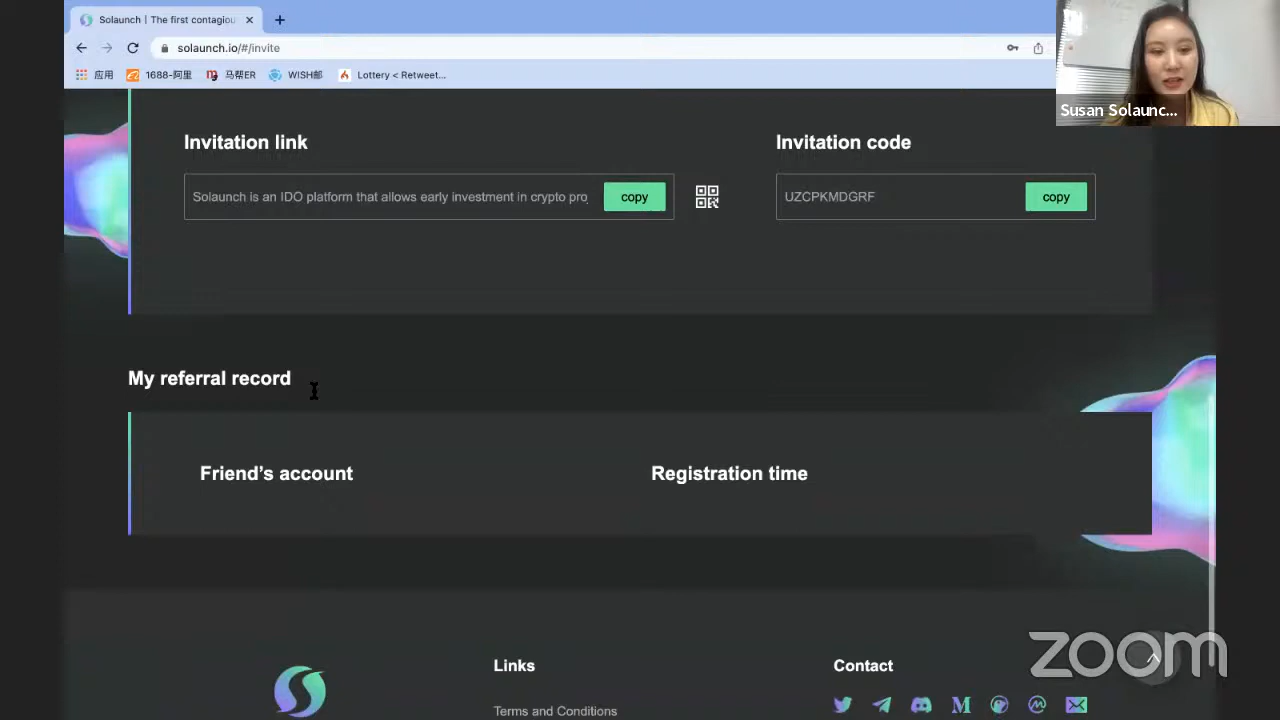 Solaunch | The first contagiou
solaunch.io/#/invite
应用
1688-阿里
马帮ER
WISH邮
Lottery < Retweet...
Susan Solaunc...
Invitation link
Invitation code
Solaunch is an IDO platform that allows early investment in crypto pro
copy
UZCPKMDGRF
copy
My referral record
Friend's account
Registration time
Links
Contact
Terms and Conditions
zoom